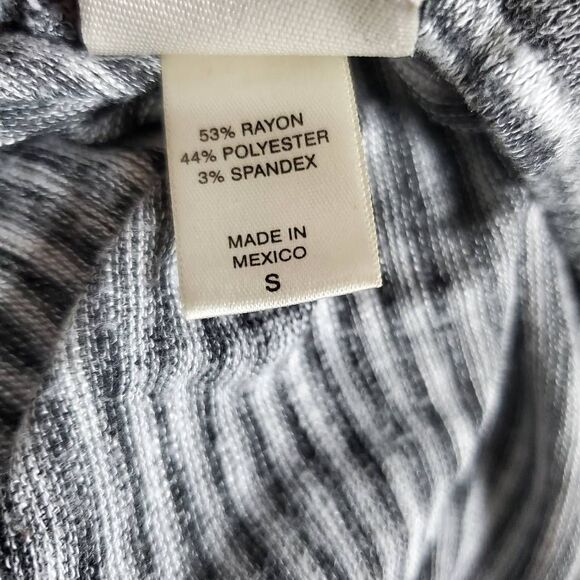 53% RAYON
44% POLYESTER
3% SPANDEX
MADE IN
MEXICO
S